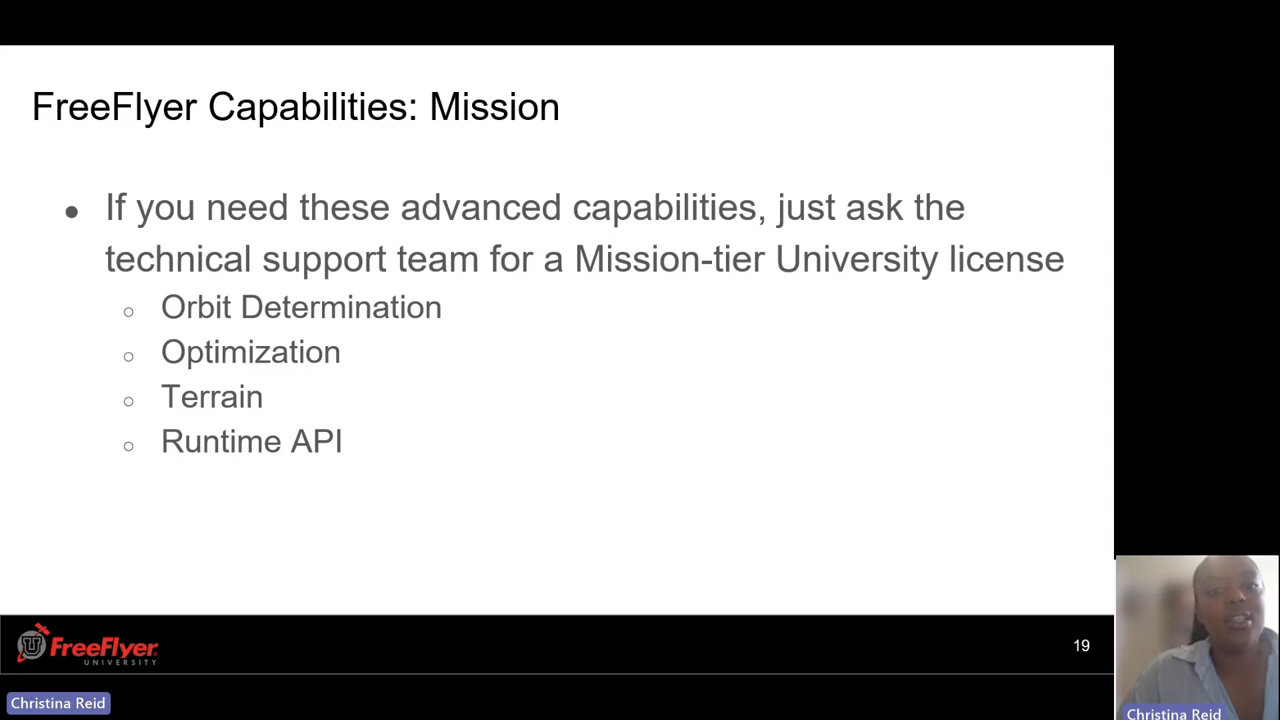 FreeFlyer Capabilities: Mission
● If you need these advanced capabilities, just ask the
technical support team for a Mission-tier University license
○ Orbit Determination
○ Optimization
○ Terrain
○ Runtime API
U FreeFlyer
UNIVERSITY
19
Christina Reid
Christina Reid